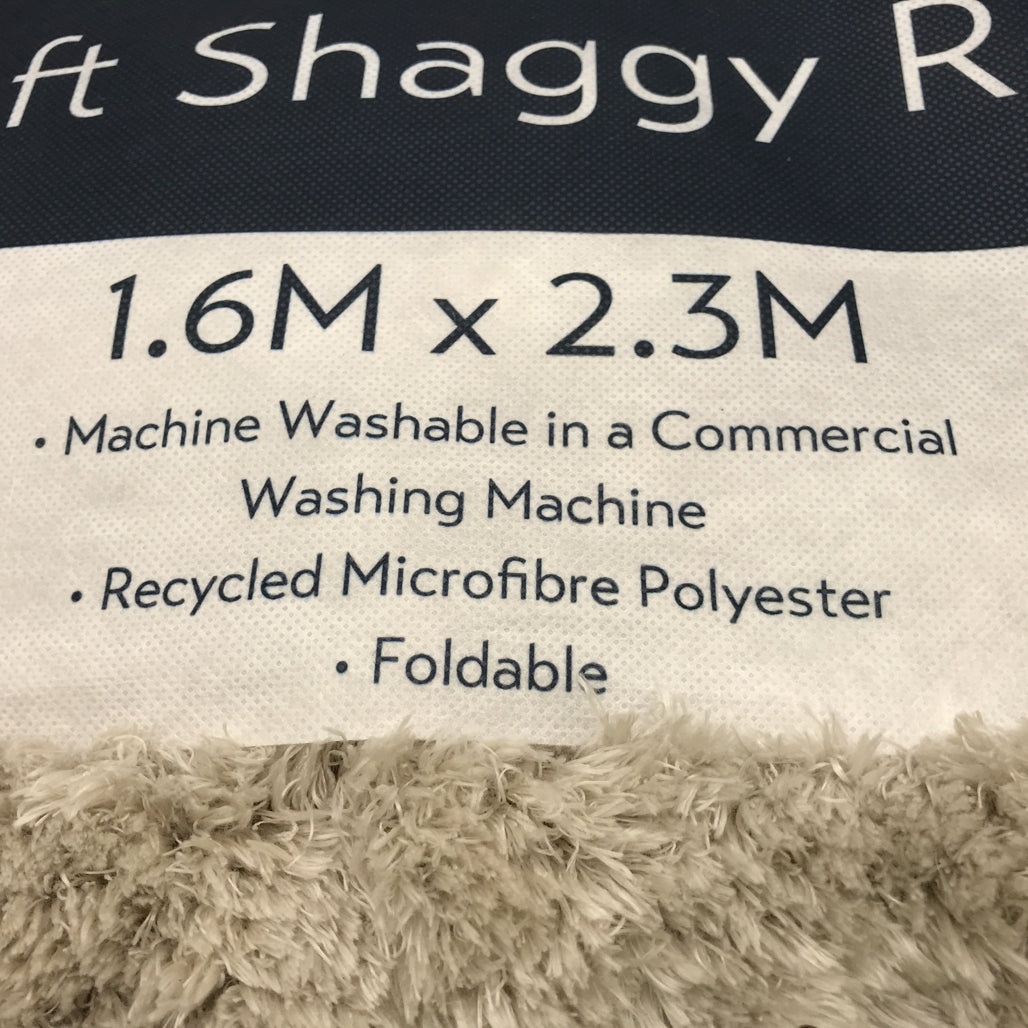 ft Shaggy R
1.6M x 2.3M
• Machine Washable in a Commercial
Washing Machine
• Recycled Microfibre Polyester
• Foldable